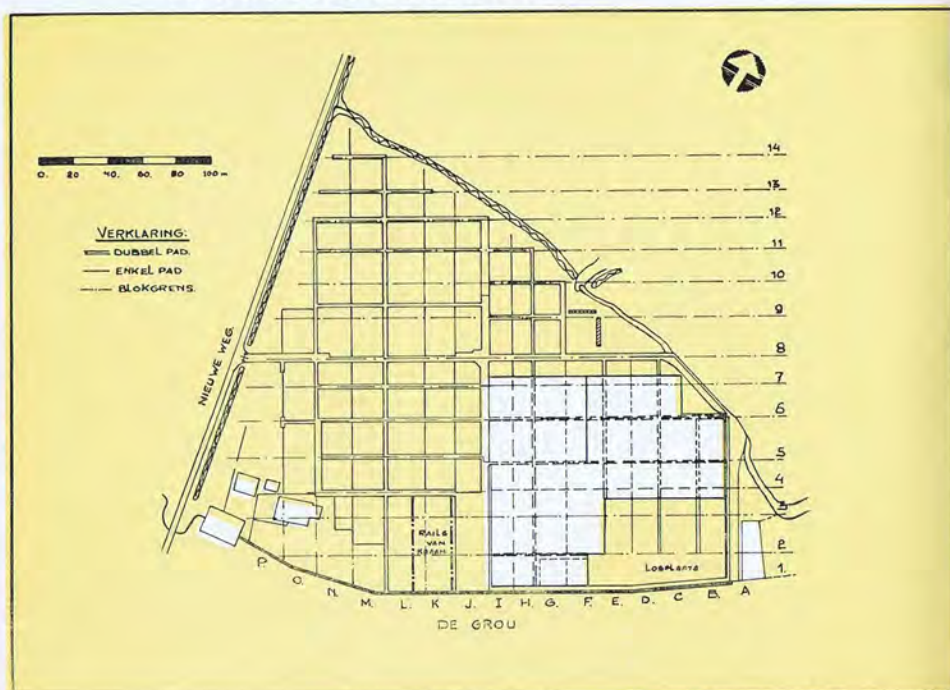 0. 20 40. 60. 80 100 m
VERKLARING:
DUBBEL PAD.
ENKEL PAD
BLOKGRENS.
NIEUWE WEG.
14
13
12
11
10
9
8
7
6
5
4
3
2
1.
RAILS
VAN
LOSPLAATS
P. O. N. M. L. K J. I H. G. F. E. D. C B. A
DE GROU